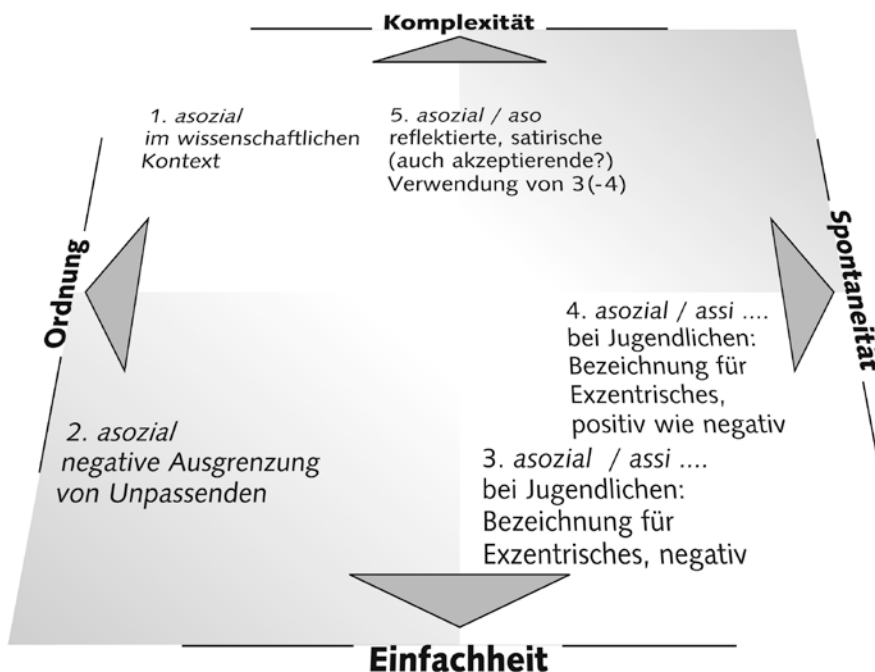 Komplexität
1. asozial
im wissenschaftlichen
Kontext
5. asozial / aso
reflektierte, satirische
(auch akzeptierende?)
Verwendung von 3(-4)
Ordnung
Spontaneität
4. asozial / assi ....
bei Jugendlichen:
Bezeichnung für
Exzentrisches,
positiv wie negativ
2. asozial
negative Ausgrenzung
von Unpassenden
3. asozial / assi ....
bei Jugendlichen:
Bezeichnung für
Exzentrisches, negativ
Einfachheit